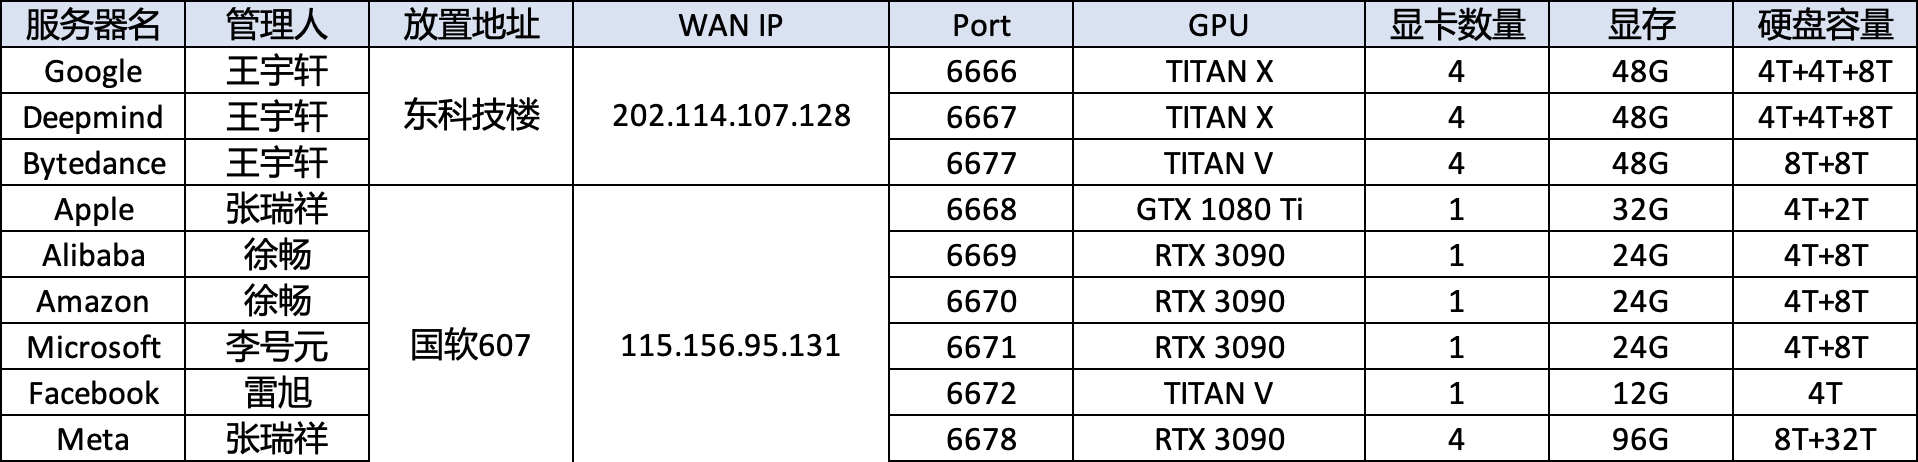 服务器名 管理人 放置地址 WAN IP Port GPU 显卡数量 显存 硬盘容量
Google 王宇轩 东科技楼 202.114.107.128 6666 TITAN X 4 48G 4T+4T+8T
Deepmind 王宇轩 6667 TITAN X 4 48G 4T+4T+8T
Bytedance 王宇轩 6677 TITAN V 4 48G 8T+8T
Apple 张瑞祥 国软607 115.156.95.131 6668 GTX 1080 Ti 1 32G 4T+2T
Alibaba 徐畅 6669 RTX 3090 1 24G 4T+8T
Amazon 徐畅 6670 RTX 3090 1 24G 4T+8T
Microsoft 李号元 6671 RTX 3090 1 24G 4T+8T
Facebook 雷旭 6672 TITAN V 1 12G 4T
Meta 张瑞祥 6678 RTX 3090 4 96G 8T+32T